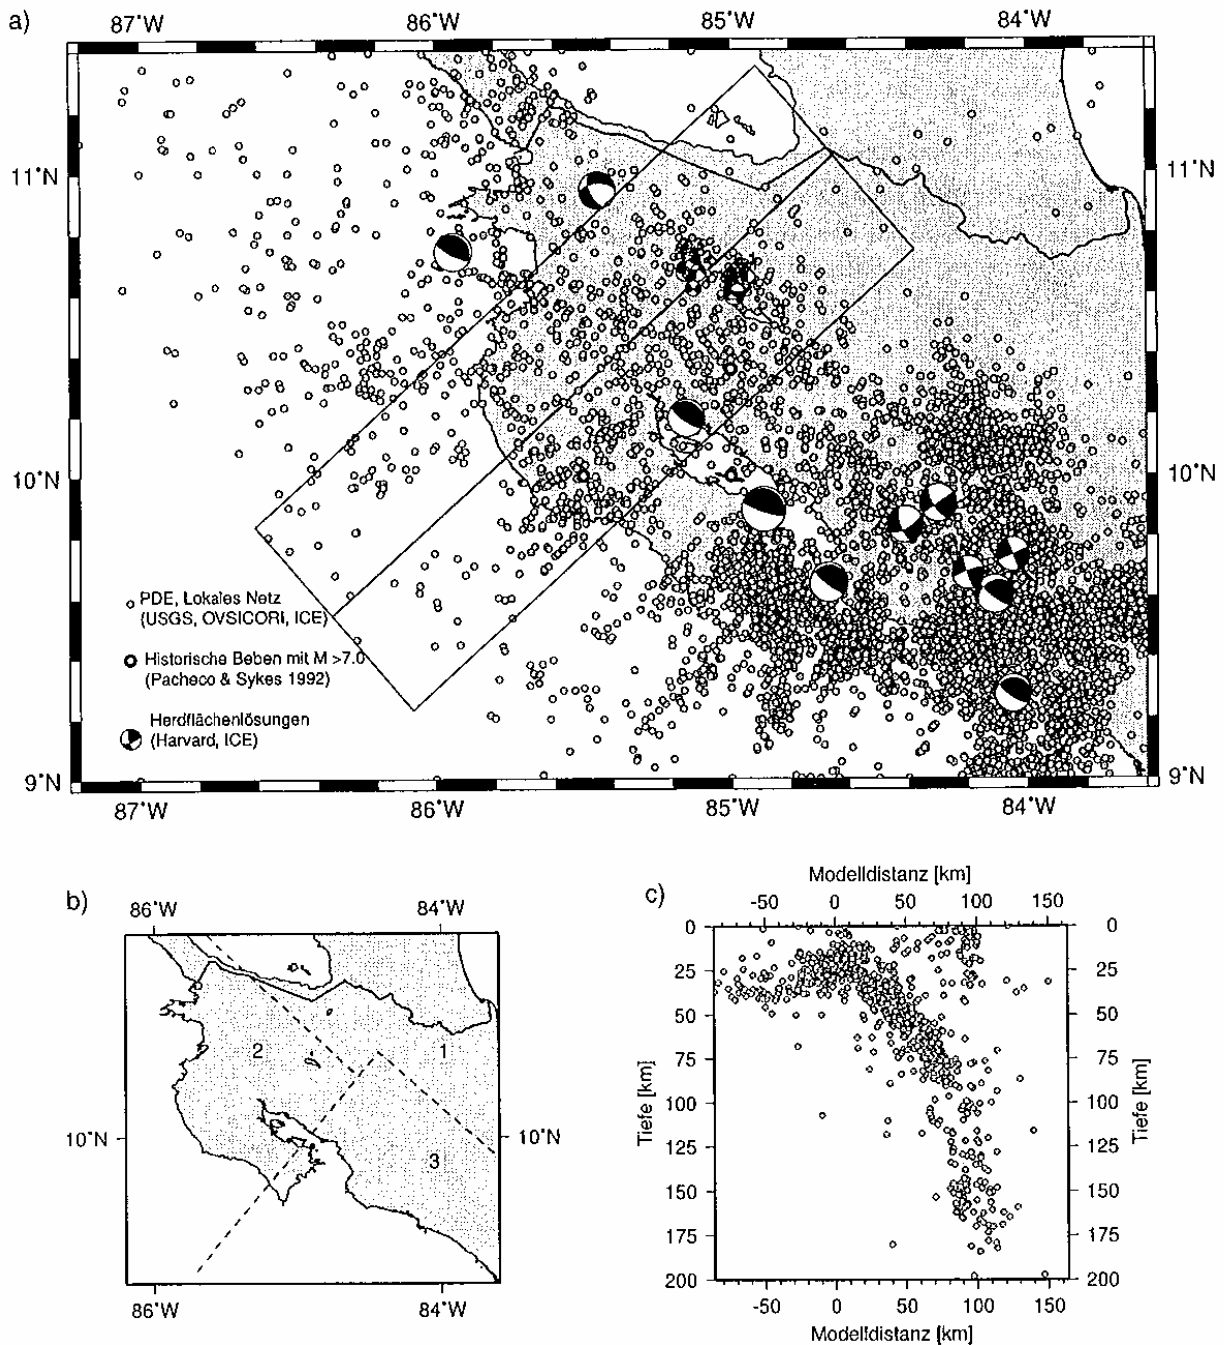 a)
87°W 86°W 85°W 84°W
11°N 11°N
10°N 10°N
PDE, Lokales Netz
(USGS, OVSICORI, ICE)
Historische Beben mit M >7.0
(Pacheco & Sykes 1992)
Herdflächenlösungen
(Harvard, ICE)
9°N 9°N
87°W 86°W 85°W 84°W
b)
86°W 84°W
2
1
10°N 10°N
3
86°W 84°W
c)
Modelldistanz [km]
-50 0 50 100 150
0 0
25 25
50 50
75 75
100 100
125 125
150 150
175 175
200 200
Tiefe [km]
Tiefe [km]
-50 0 50 100 150
Modelldistanz [km]